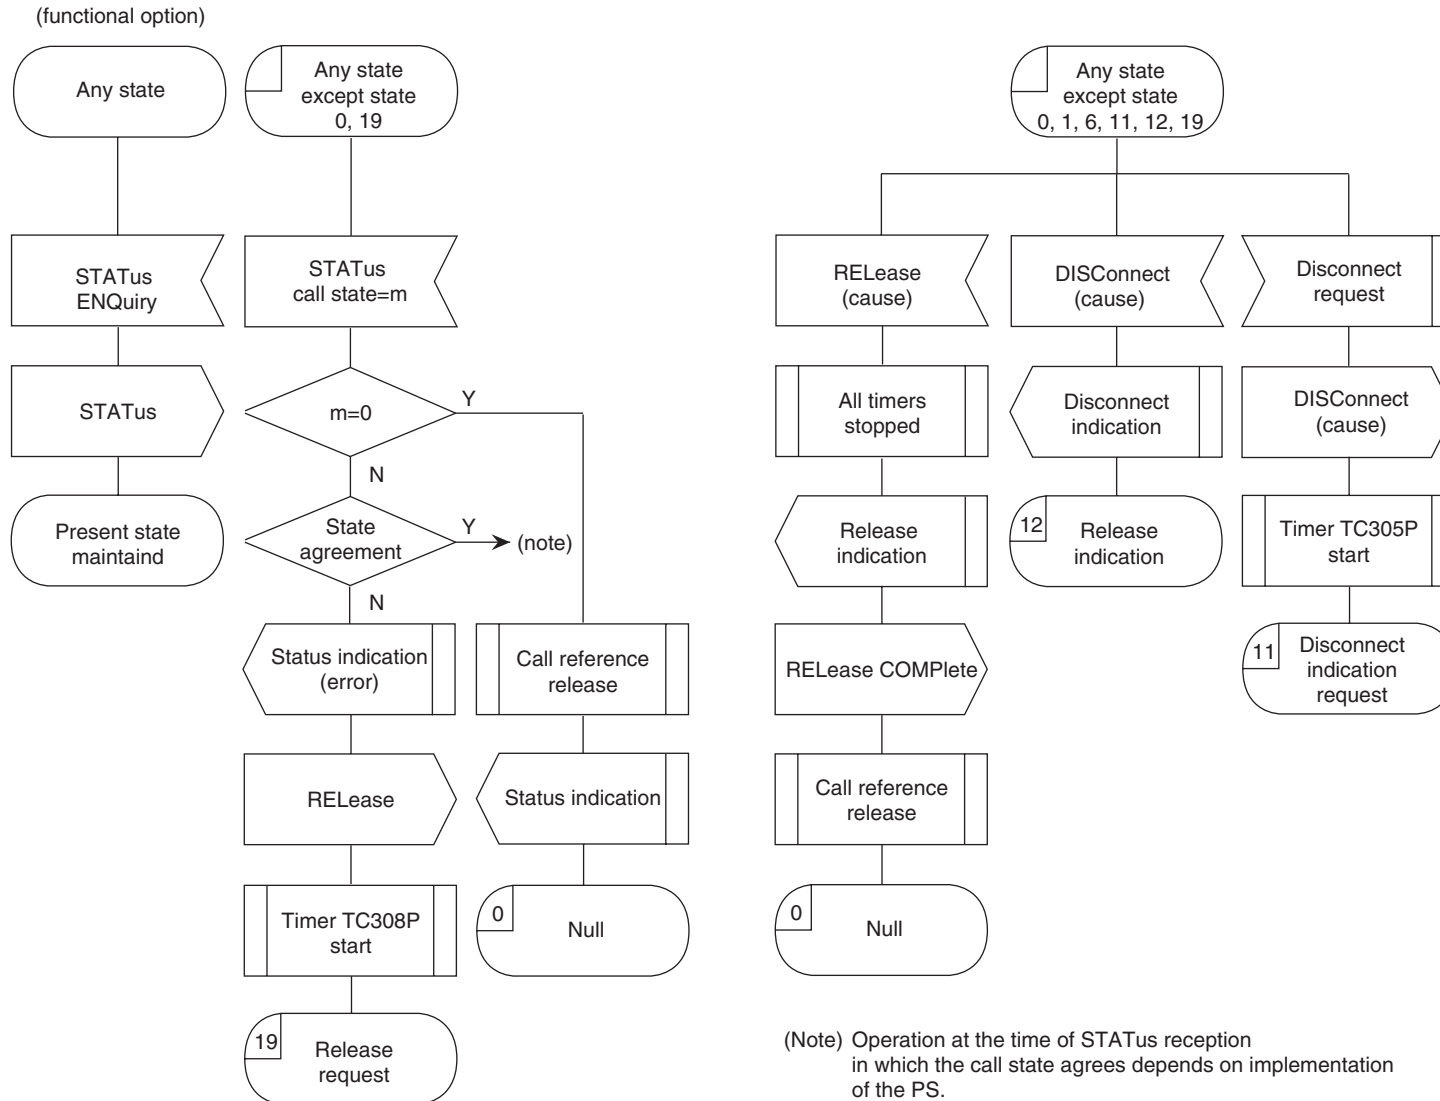 (functional option)
Any state
STATus
ENQuiry
STATus
Present state
maintaind
Any state
except state
0, 19
STATus
call state=m
m=0
Y
N
State
agreement
Y
(note)
N
Status indication
(error)
RELease
Timer TC308P
start
19
Release
request
Call reference
release
Status indication
0
Null
Any state
except state
0, 1, 6, 11, 12, 19
RELease
(cause)
All timers
stopped
Release
indication
RELease COMPlete
Call reference
release
0
Null
DISConnect
(cause)
Disconnect
indication
12
Release
indication
Disconnect
request
DISConnect
(cause)
Timer TC305P
start
11
Disconnect
indication
request
(Note) Operation at the time of STATus reception
in which the call state agrees depends on implementation
of the PS.